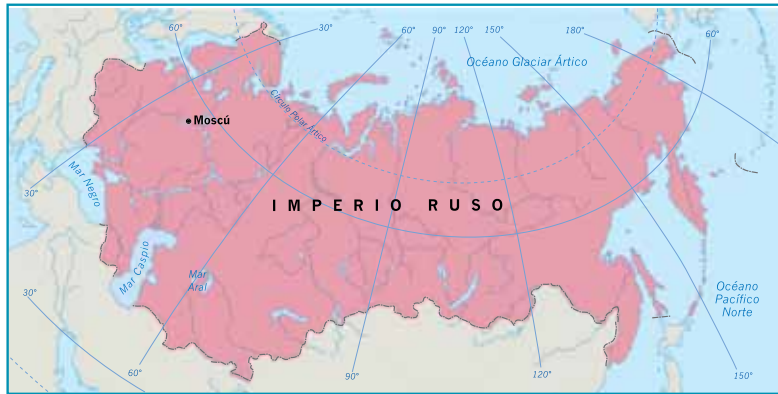 60°
30°
60°
90°
120°
150°
180°
60°
Océano Glaciar Ártico
Círculo Polar Ártico
Moscú
Mar Negro
30°
IMPERIO RUSO
Mar Caspio
Mar
Aral
Océano
Pacífico
Norte
30°
60°
90°
120°
150°